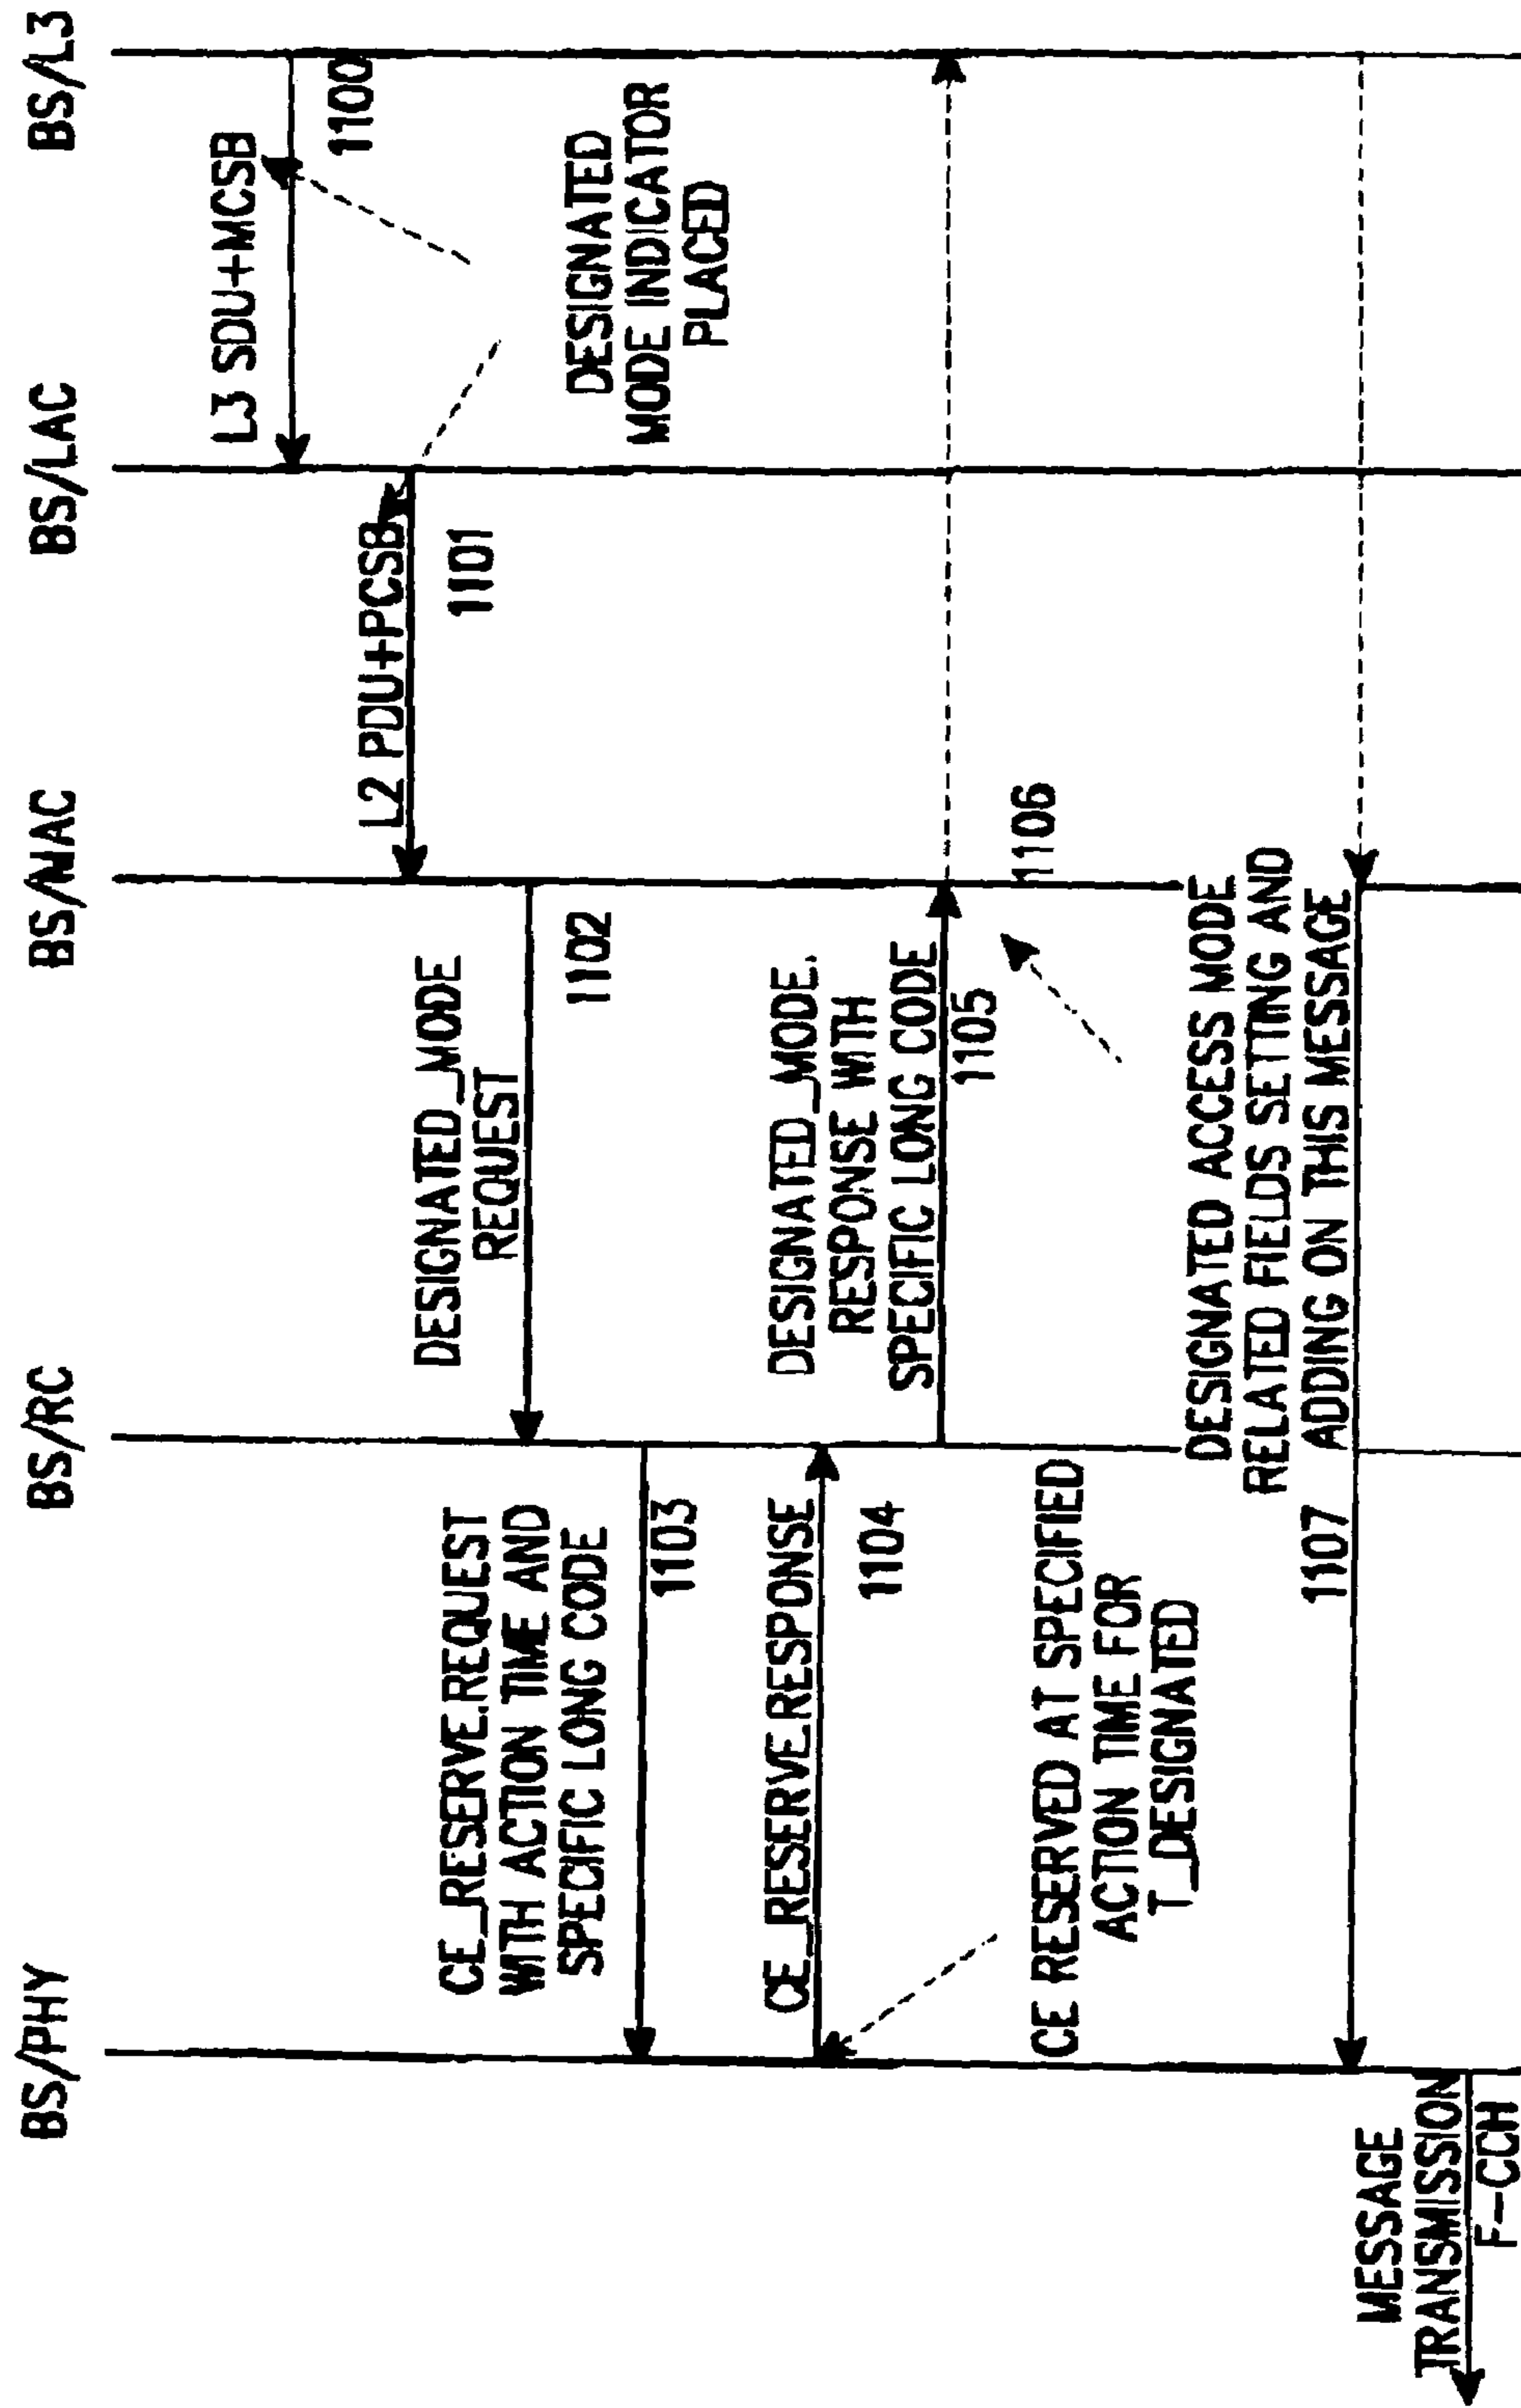 BS/PHY
BS/RC
BS/MAC
BS/LAC
BS/L3
L3 SDU+MCSB
1100
L2 PDU+PCSB
1101
DESIGNATED
MODE INDICATOR
PLACED
DESIGNATED_MODE
REQUEST
1102
CE_RESERVE.REQUEST
WITH ACTION TIME AND
SPECIFIC LONG CODE
1103
CE_RESERVE.RESPONSE
1104
DESIGNATED_MODE.
RESPONSE WITH
SPECIFIC LONG CODE
1105
1106
CE RESERVED AT SPECIFIED
ACTION TIME FOR
T_DESIGNATED
DESIGNATED ACCESS MODE
RELATED FIELDS SETTING AND
ADDING ON THIS MESSAGE
1107
MESSAGE
TRANSMISSION
F-CCH